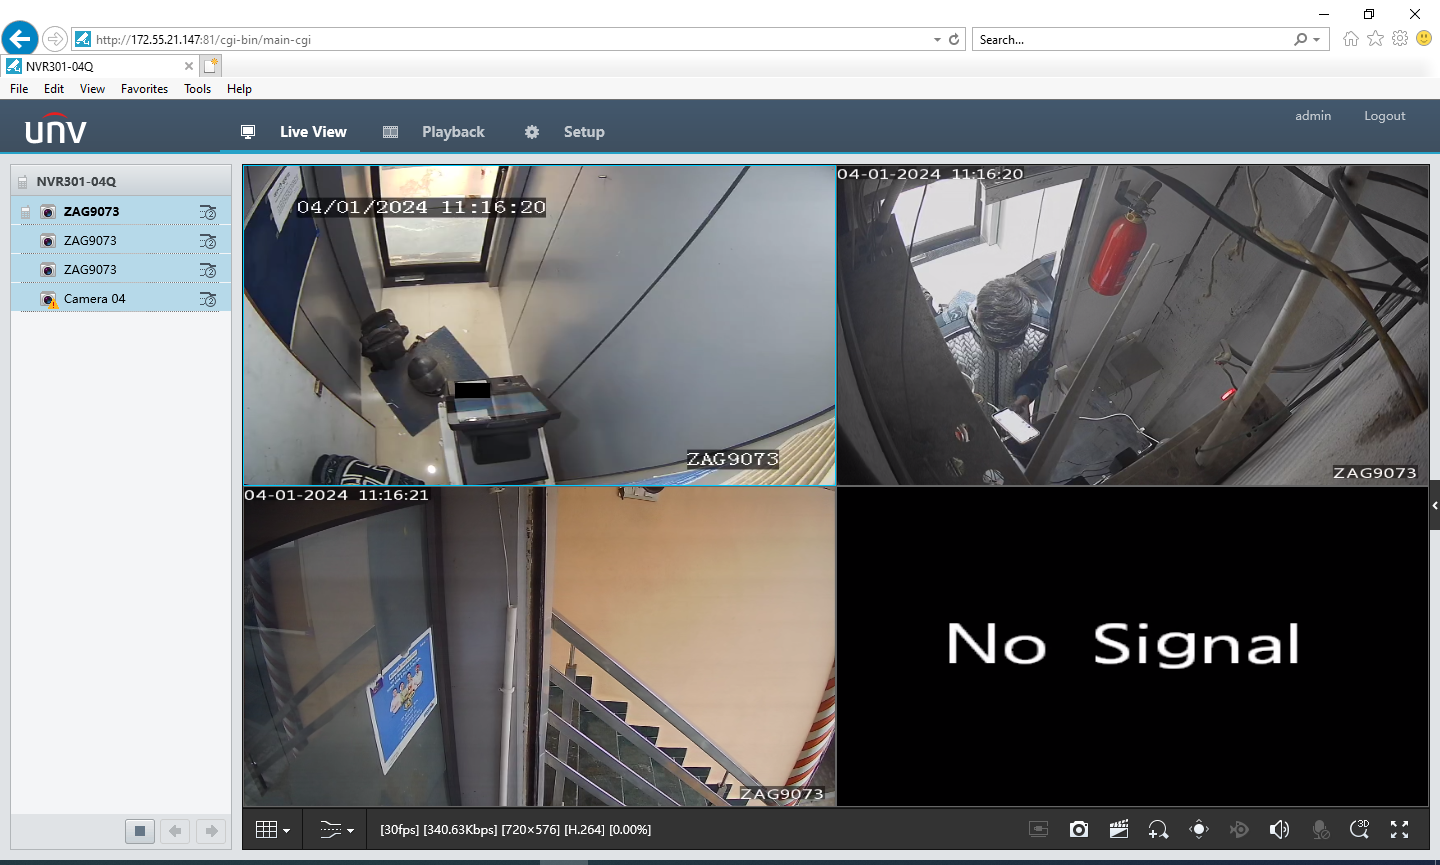 http://172.55.21.147:81/cgi-bin/main-cgi
Search...
NVR301-04Q
File Edit View Favorites Tools Help
unv
Live View Playback Setup
admin Logout
NVR301-04Q
ZAG9073
ZAG9073
ZAG9073
Camera 04
04/01/2024 11:16:20
ZAG9073
04-01-2024 11:16:20
ZAG9073
04-01-2024 11:16:21
ZAG9073
No Signal
[30fps] [340.63Kbps] [720×576] [H.264] [0.00%]
3D